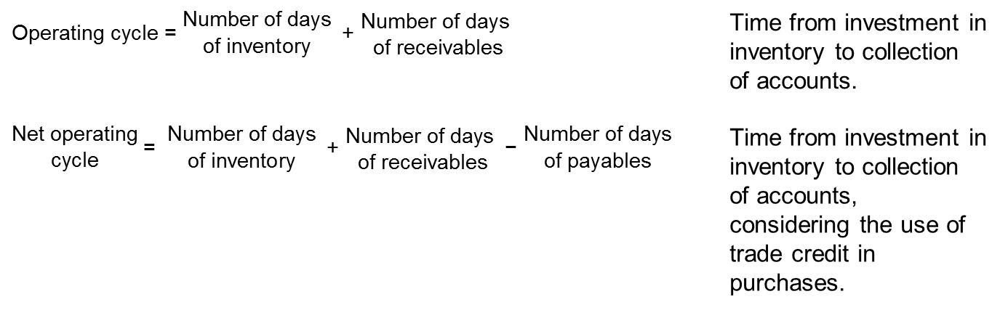 Operating cycle = Number of days of inventory + Number of days of receivables
Time from investment in
inventory to collection
of accounts.
Net operating cycle = Number of days of inventory + Number of days of receivables − Number of days of payables
Time from investment in
inventory to collection
of accounts,
considering the use of
trade credit in
purchases.